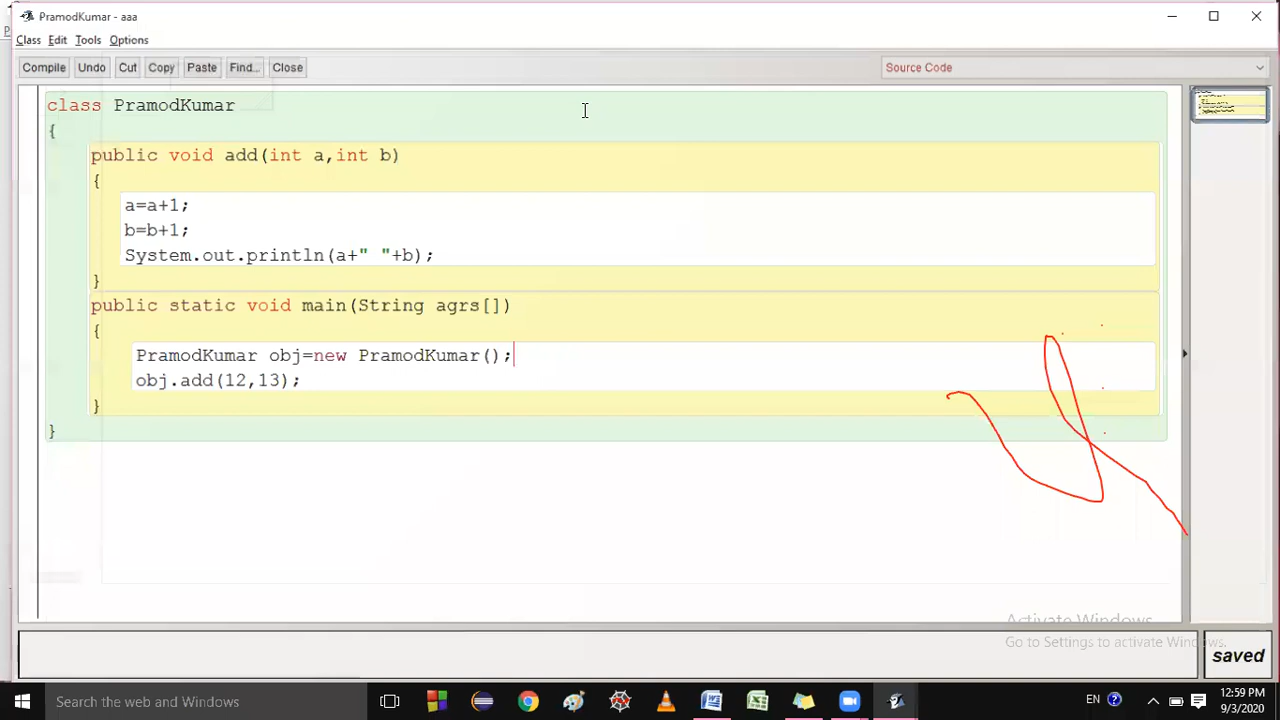 PramodKumar - aaa
Class Edit Tools Options
Compile Undo Cut Copy Paste Find... Close Source Code
class PramodKumar
{
public void add(int a,int b)
{
a=a+1;
b=b+1;
System.out.println(a+" "+b);
}
public static void main(String agrs[])
{
PramodKumar obj=new PramodKumar();
obj.add(12,13);
}
}
Activate Windows
Go to Settings to activate Windows.
saved
Search the web and Windows
EN
12:59 PM
9/3/2020